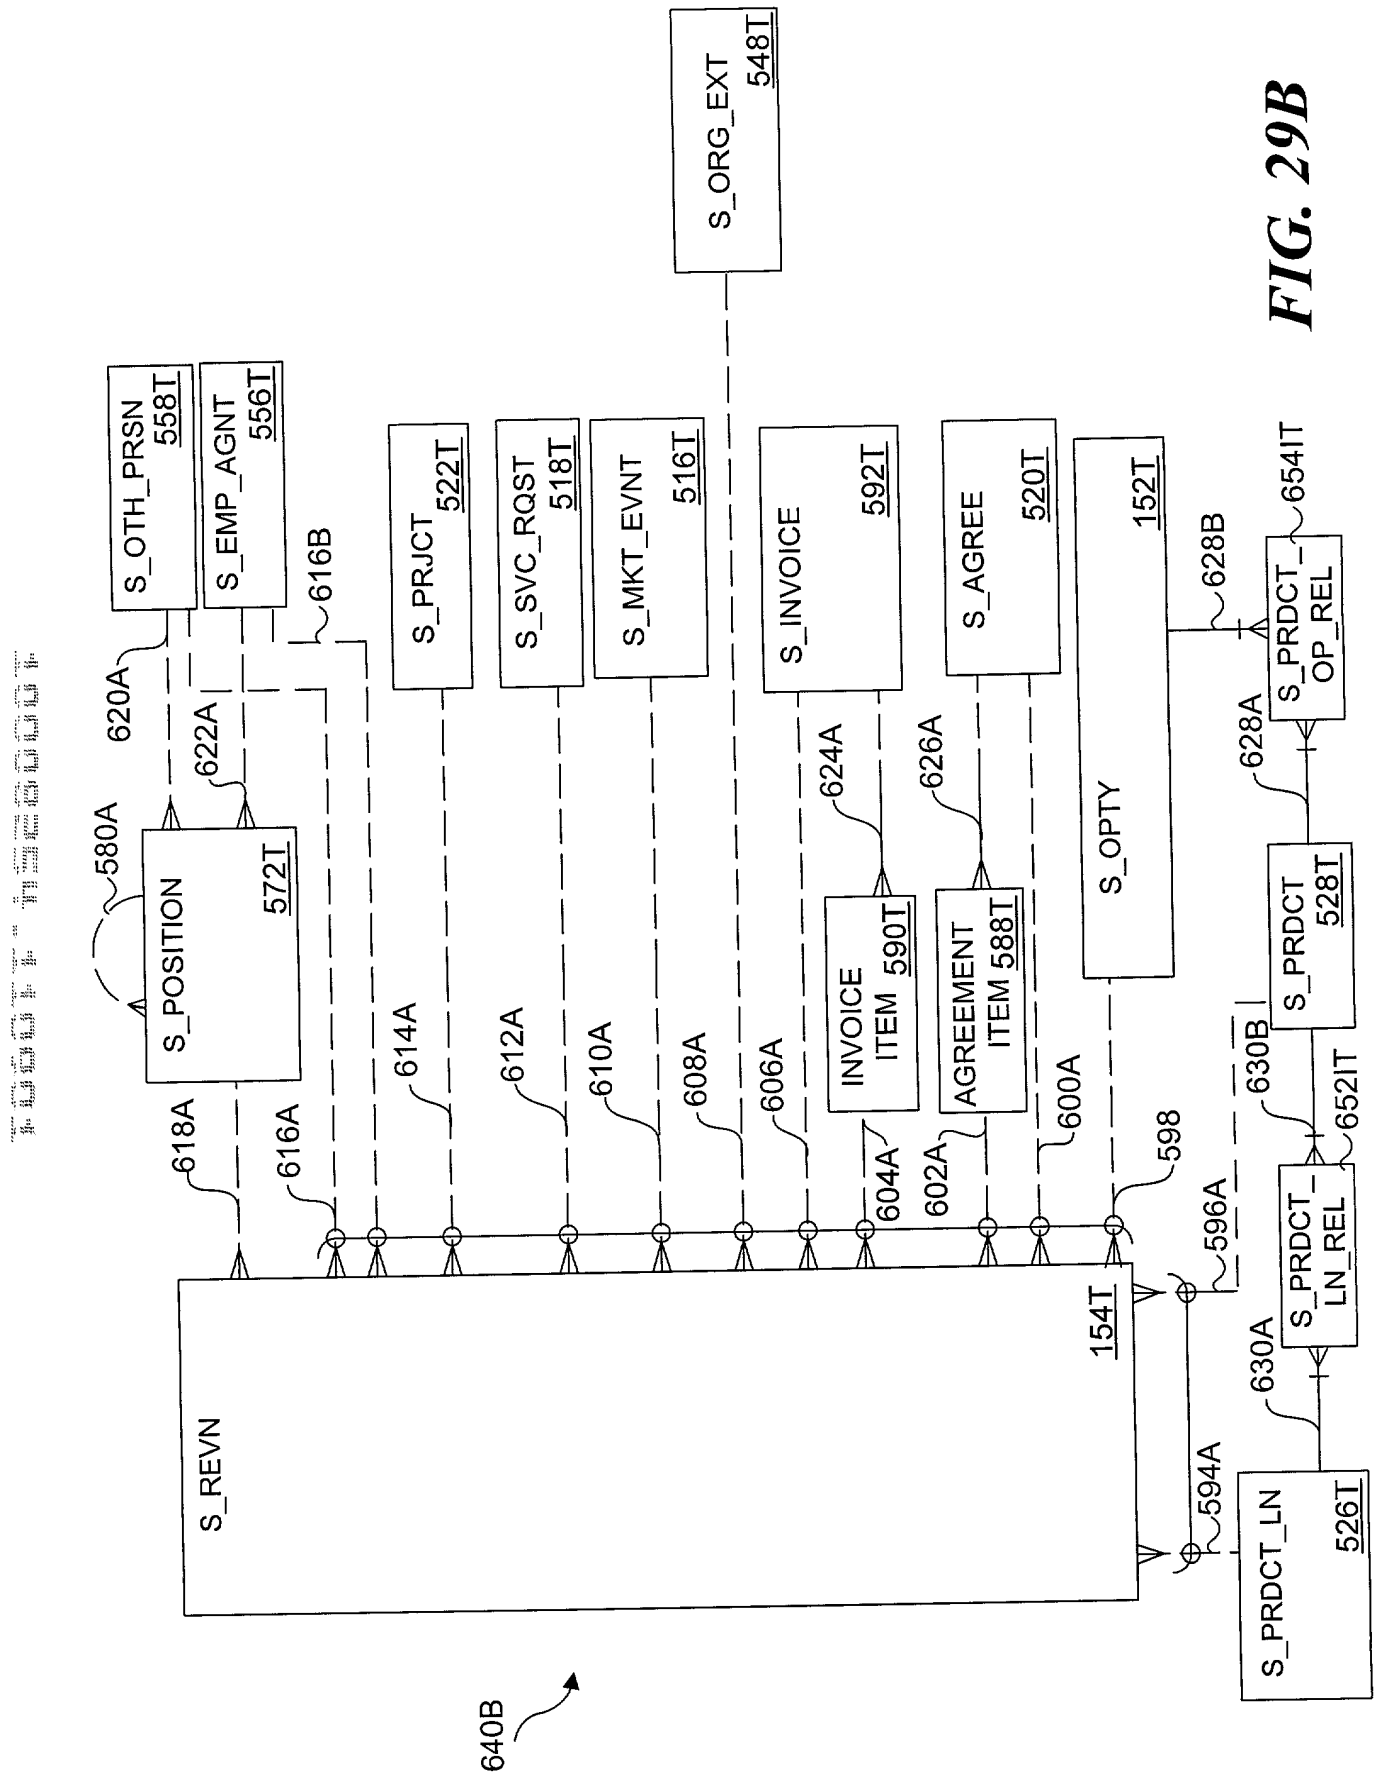 S_OTH_PRSN
558T
S_EMP_AGNT
556T
620A
622A
616B
580A
S_POSITION
572T
618A
616A
S_PRJCT
522T
614A
S_SVC_RQST
518T
612A
S_MKT_EVNT
516T
610A
S_ORG_EXT
548T
608A
S_INVOICE
592T
606A
624A
INVOICE
ITEM 590T
604A
S_AGREE
520T
626A
AGREEMENT
ITEM 588T
602A
600A
S_OPTY
152T
598
S_REVN
154T
640B
596A
594A
S_PRDCT_LN
526T
630A
S_PRDCT_
LN_REL
652IT
630B
S_PRDCT
528T
628A
S_PRDCT_
OP_REL
654IT
628B
FIG. 29B